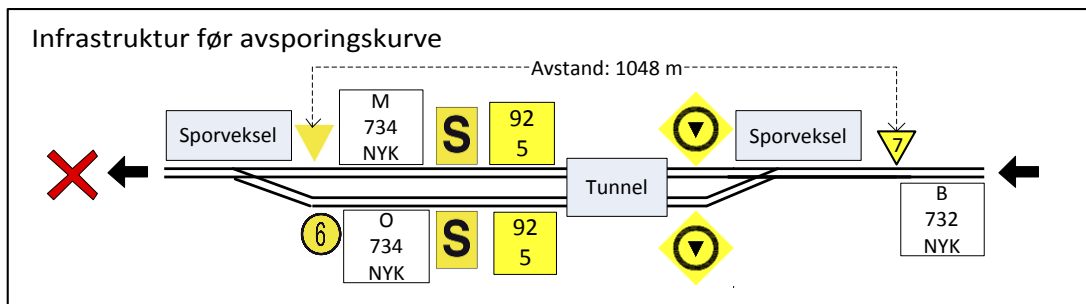 Infrastruktur før avsporingskurve
Avstand: 1048 m
Sporveksel
M
734
NYK
S
92
5
Sporveksel
7
Tunnel
6
O
734
NYK
S
92
5
B
732
NYK